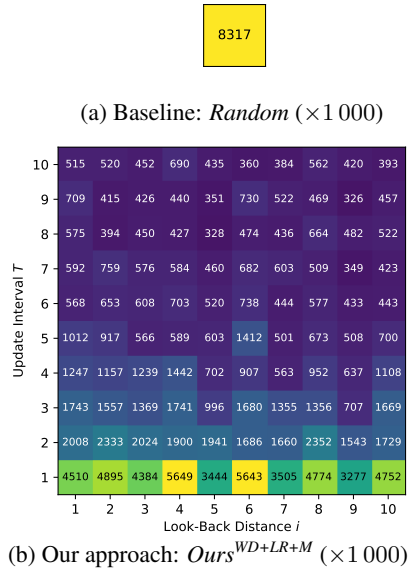 8317
(a) Baseline: Random (×1 000)
10 515 520 452 690 435 360 384 562 420 393
9 709 415 426 440 351 730 522 469 326 457
8 575 394 450 427 328 474 436 664 482 522
7 592 759 576 584 460 682 603 509 349 423
6 568 653 608 703 520 738 444 577 433 443
5 1012 917 566 589 603 1412 501 673 508 700
4 1247 1157 1239 1442 702 907 563 952 637 1108
3 1743 1557 1369 1741 996 1680 1355 1356 707 1669
2 2008 2333 2024 1900 1941 1686 1660 2352 1543 1729
1 4510 4895 4384 5649 3444 5643 3505 4774 3277 4752
Update Interval T
1 2 3 4 5 6 7 8 9 10
Look-Back Distance i
(b) Our approach: Ours^{WD+LR+M} (×1 000)